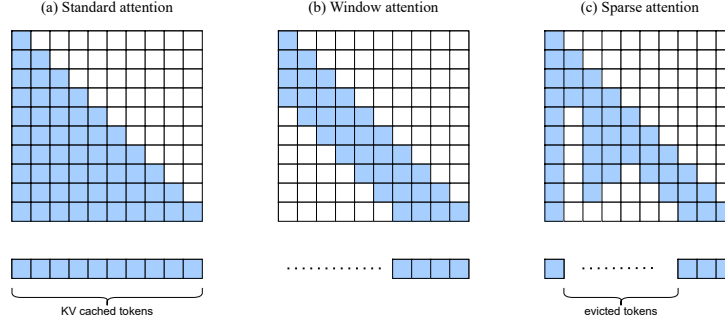 (a) Standard attention
(b) Window attention
(c) Sparse attention
KV cached tokens
evicted tokens